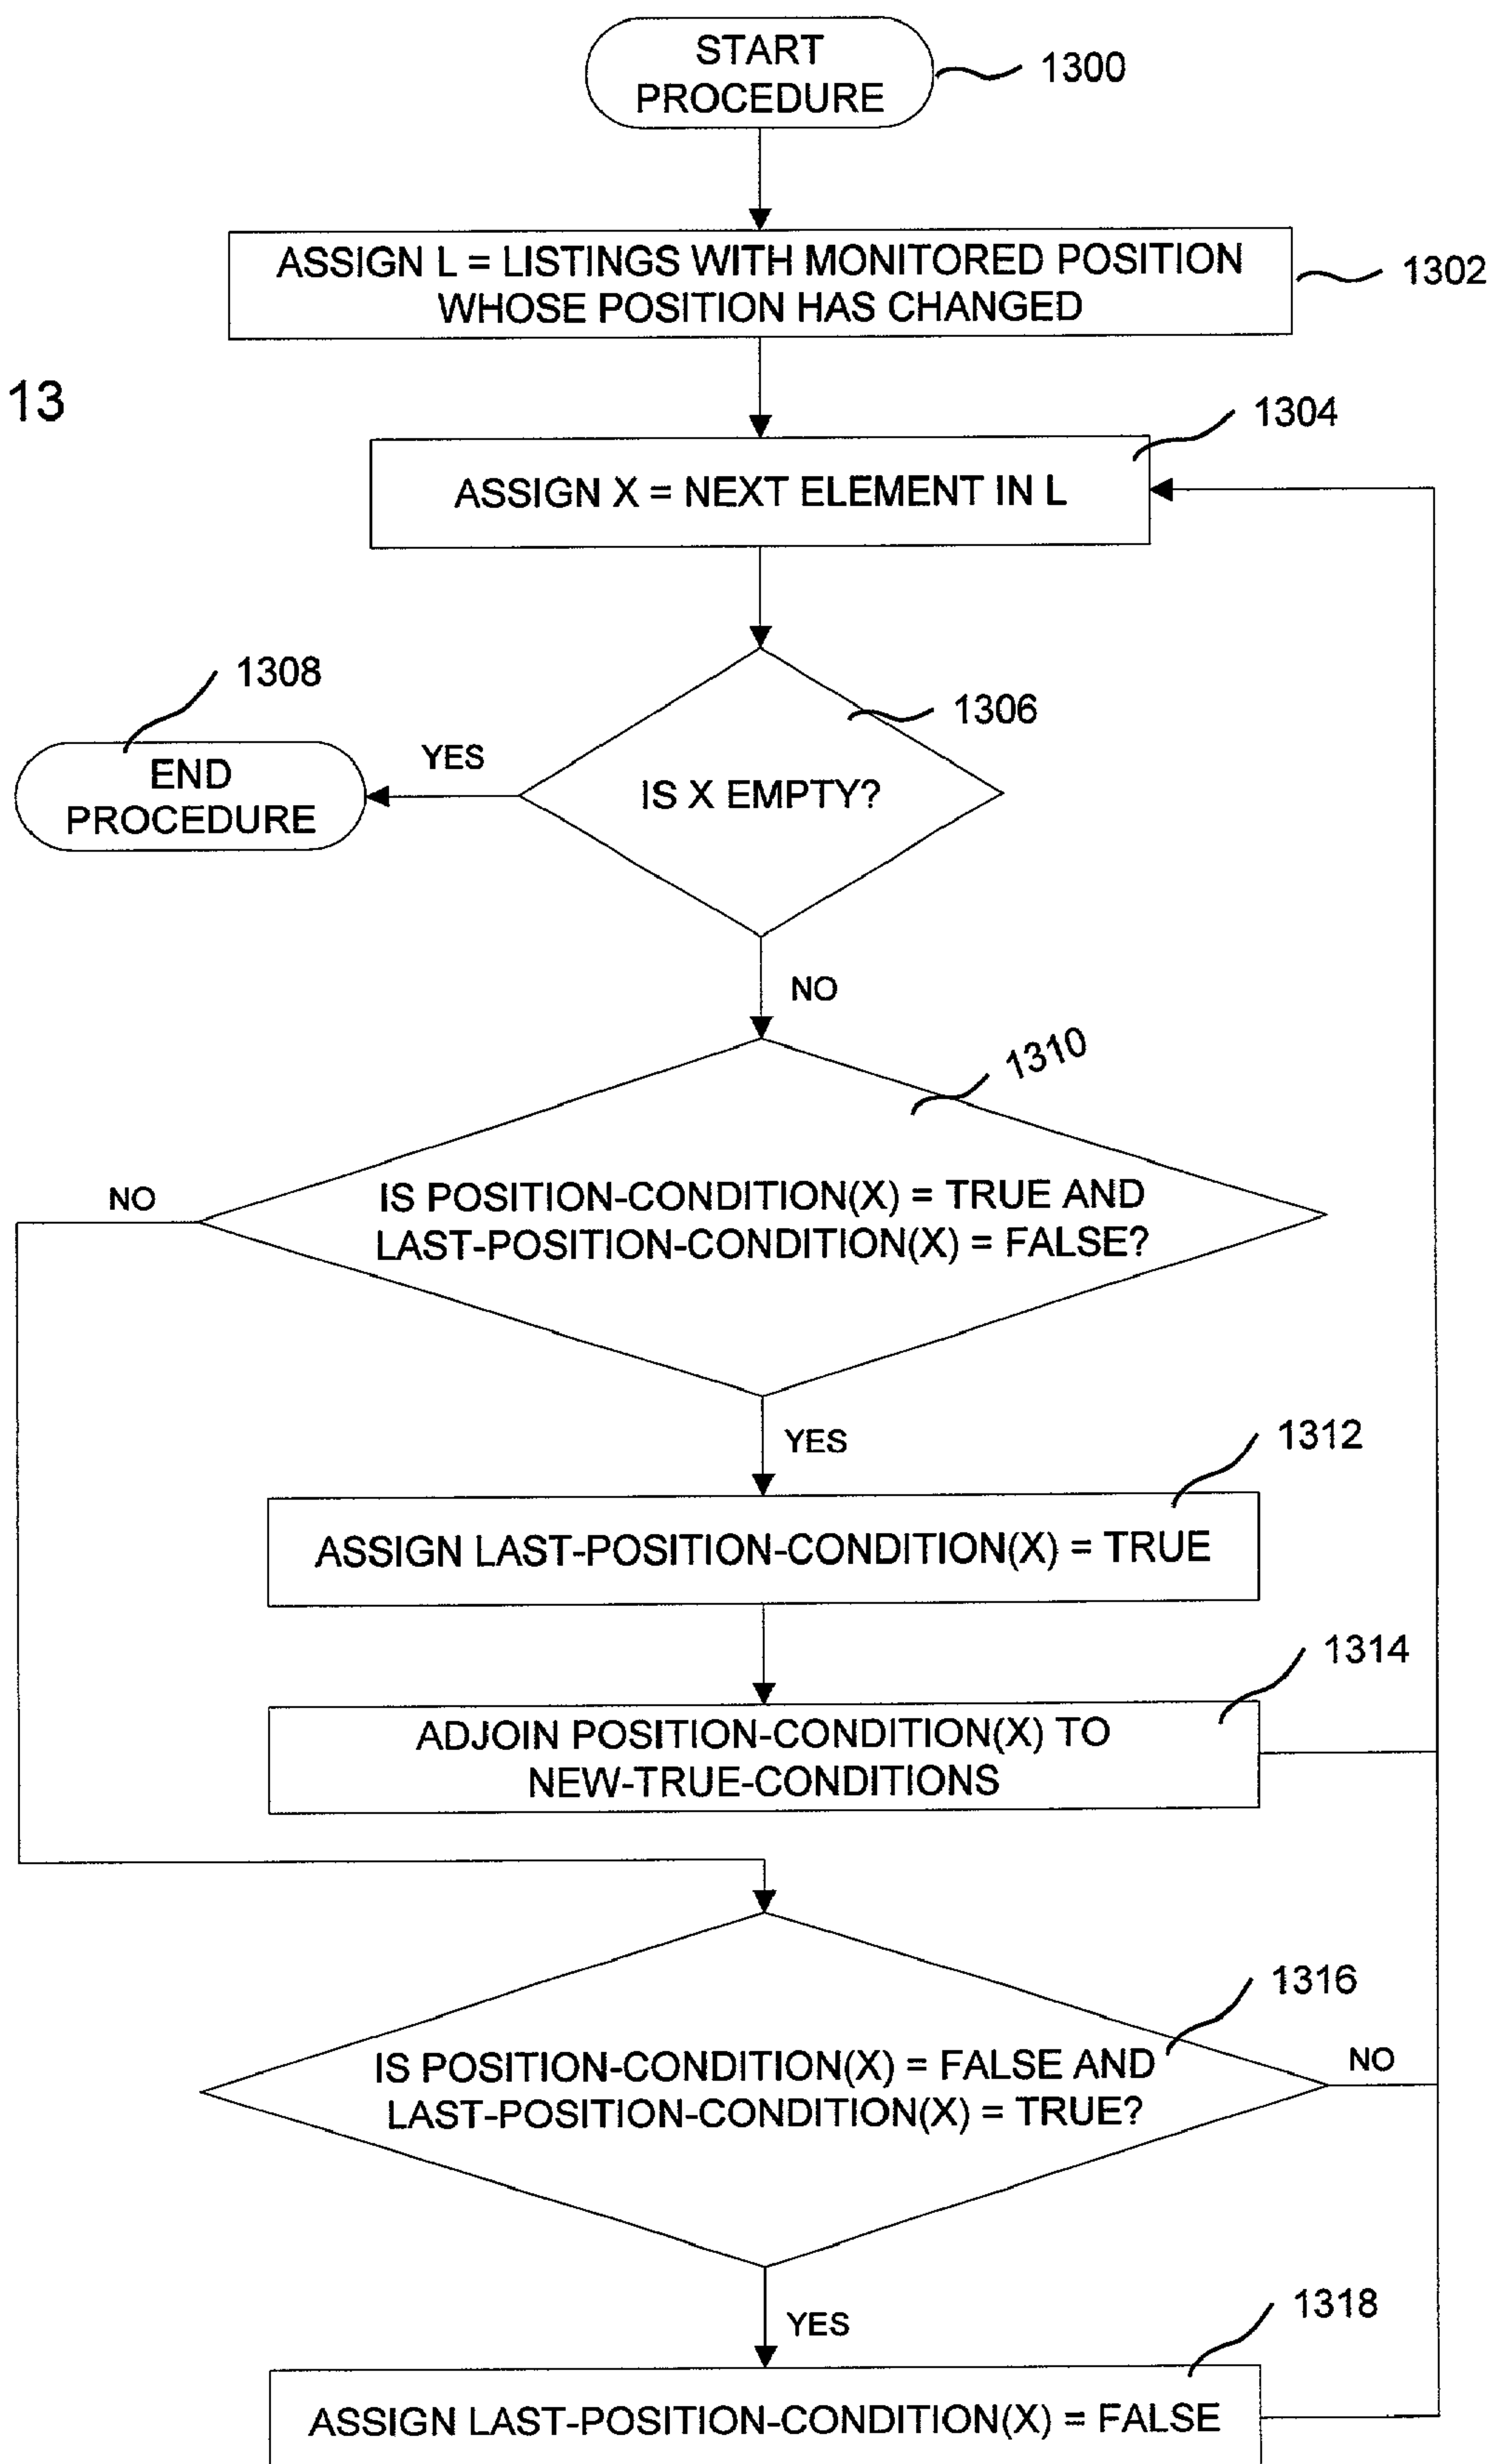 START
PROCEDURE
1300
ASSIGN L = LISTINGS WITH MONITORED POSITION
WHOSE POSITION HAS CHANGED
1302
13
1304
ASSIGN X = NEXT ELEMENT IN L
1308
1306
END
PROCEDURE
YES
IS X EMPTY?
NO
1310
NO
IS POSITION-CONDITION(X) = TRUE AND
LAST-POSITION-CONDITION(X) = FALSE?
YES
1312
ASSIGN LAST-POSITION-CONDITION(X) = TRUE
1314
ADJOIN POSITION-CONDITION(X) TO
NEW-TRUE-CONDITIONS
1316
IS POSITION-CONDITION(X) = FALSE AND
LAST-POSITION-CONDITION(X) = TRUE?
NO
YES
1318
ASSIGN LAST-POSITION-CONDITION(X) = FALSE